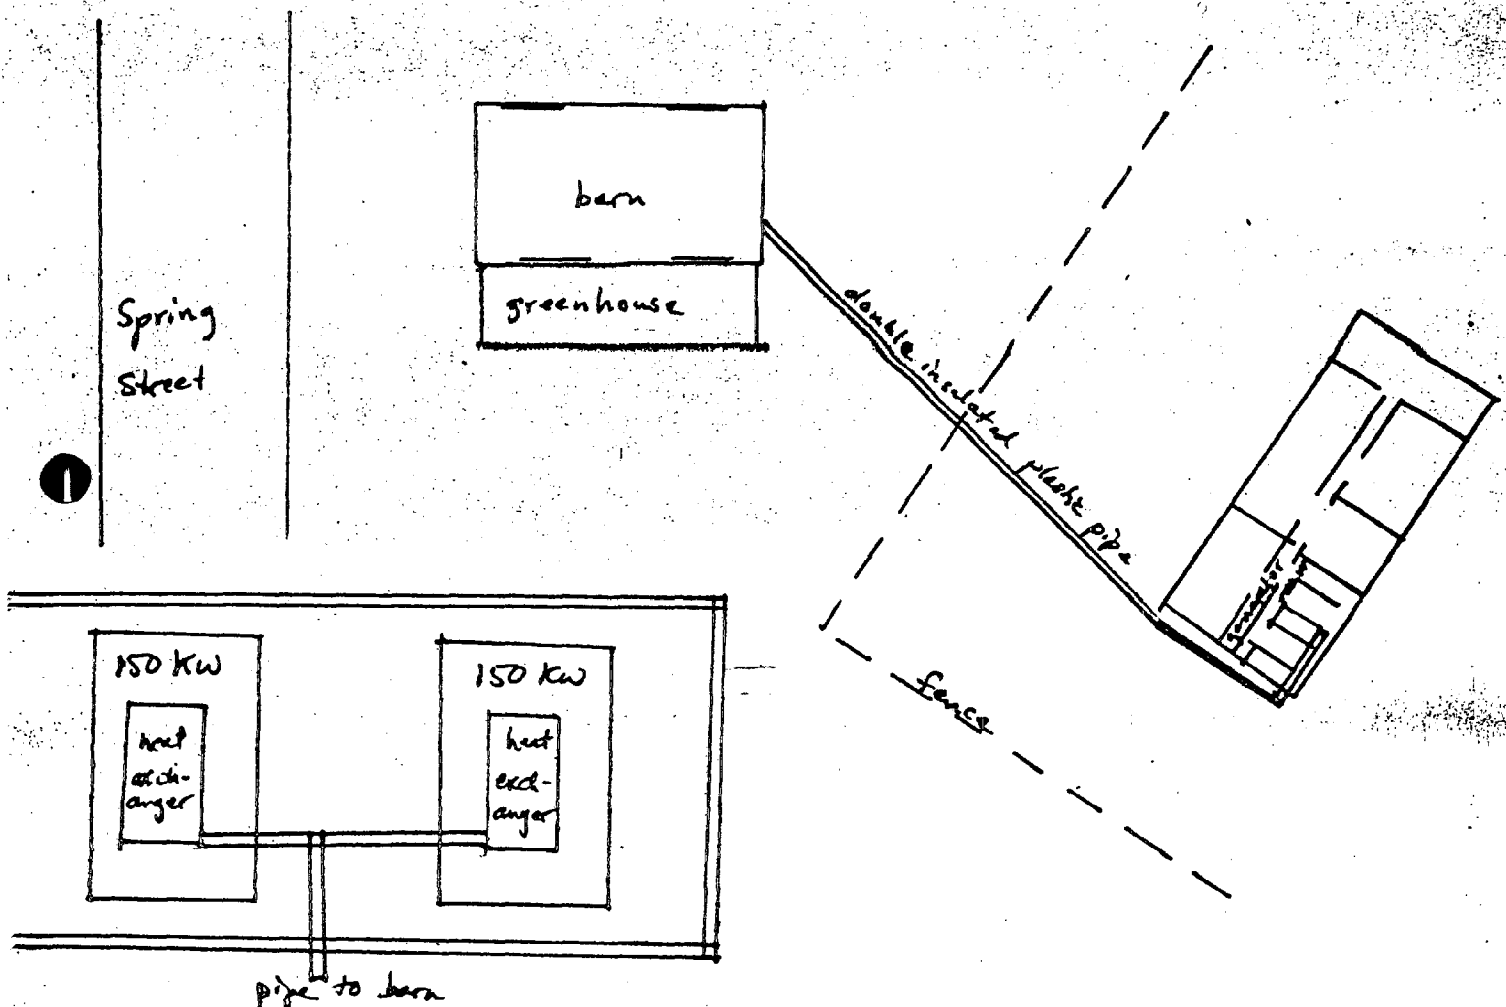 barn
greenhouse
Spring
Street
double insulated plastic pipe
fence
150 KW
heat
exch-
anger
150 KW
heat
exch-
anger
pipe to barn